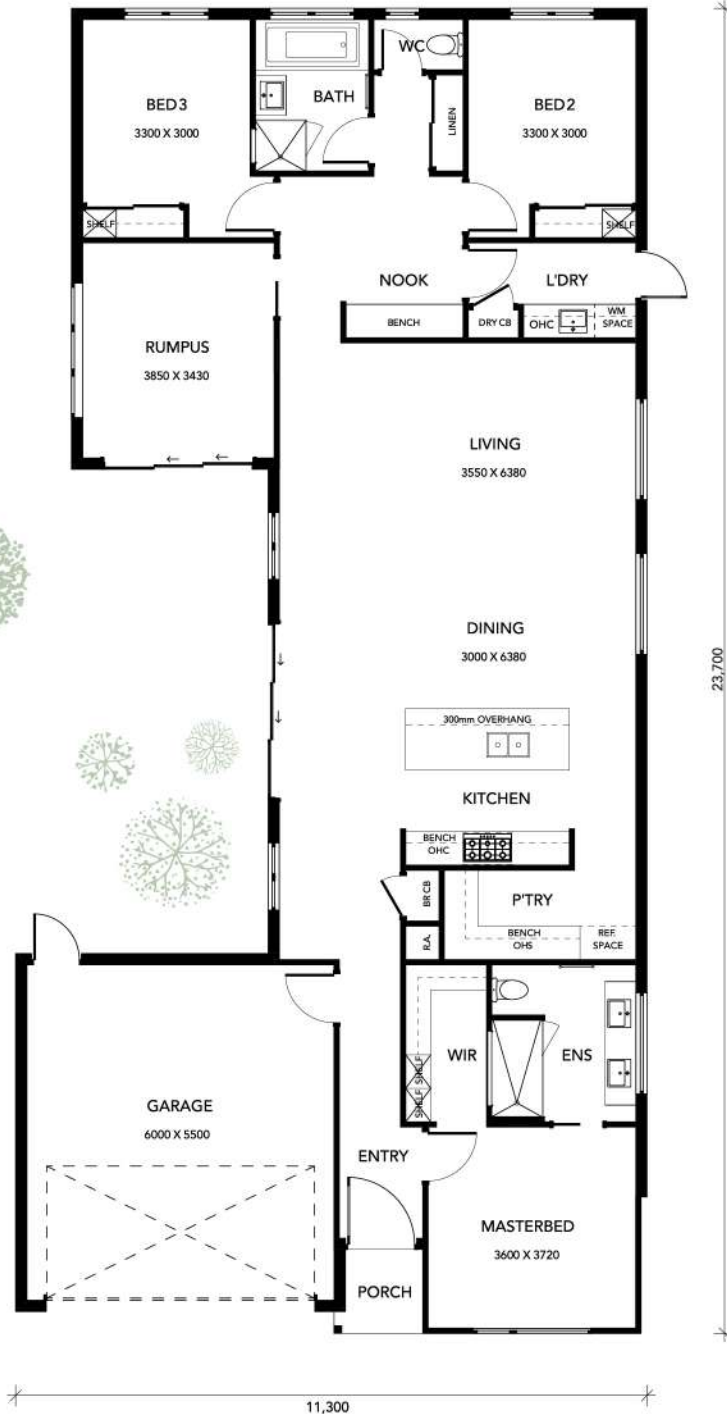 WC
BATH
BED 3
3300 X 3000
BED 2
3300 X 3000
LINEN
SHELF
SHELF
NOOK
L'DRY
BENCH
DRY CB
OHC
WM
SPACE
RUMPUS
3850 X 3430
LIVING
3550 X 6380
DINING
3000 X 6380
23,700
300mm OVERHANG
KITCHEN
BENCH
OHC
BR CB
P'TRY
R.A.
BENCH
OHS
REF.
SPACE
WIR
ENS
SHELF
SHELF
GARAGE
6000 X 5500
ENTRY
MASTERBED
3600 X 3720
PORCH
11,300